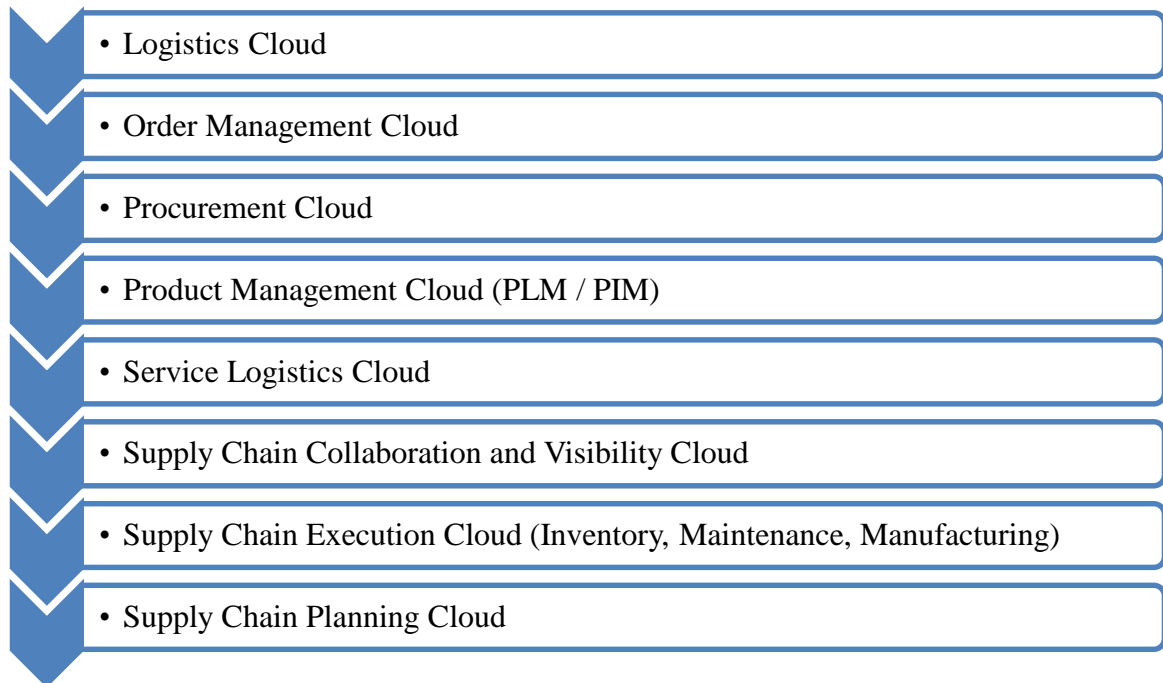 • Logistics Cloud
• Order Management Cloud
• Procurement Cloud
• Product Management Cloud (PLM / PIM)
• Service Logistics Cloud
• Supply Chain Collaboration and Visibility Cloud
• Supply Chain Execution Cloud (Inventory, Maintenance, Manufacturing)
• Supply Chain Planning Cloud